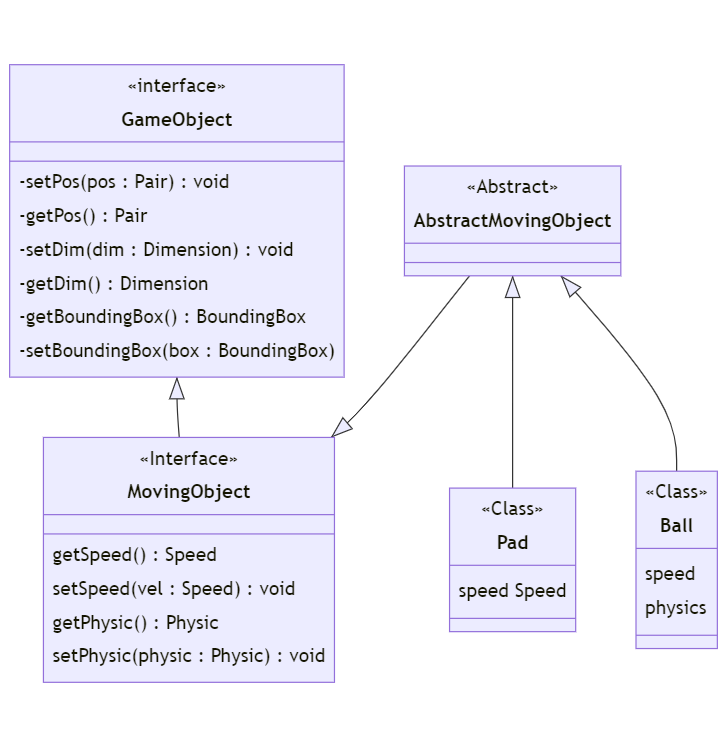 «interface»
GameObject
-setPos(pos : Pair) : void
-getPos() : Pair
-setDim(dim : Dimension) : void
-getDim() : Dimension
-getBoundingBox() : BoundingBox
-setBoundingBox(box : BoundingBox)
«Abstract»
AbstractMovingObject
«Interface»
MovingObject
getSpeed() : Speed
setSpeed(vel : Speed) : void
getPhysic() : Physic
setPhysic(physic : Physic) : void
«Class»
Pad
speed Speed
«Class»
Ball
speed
physics